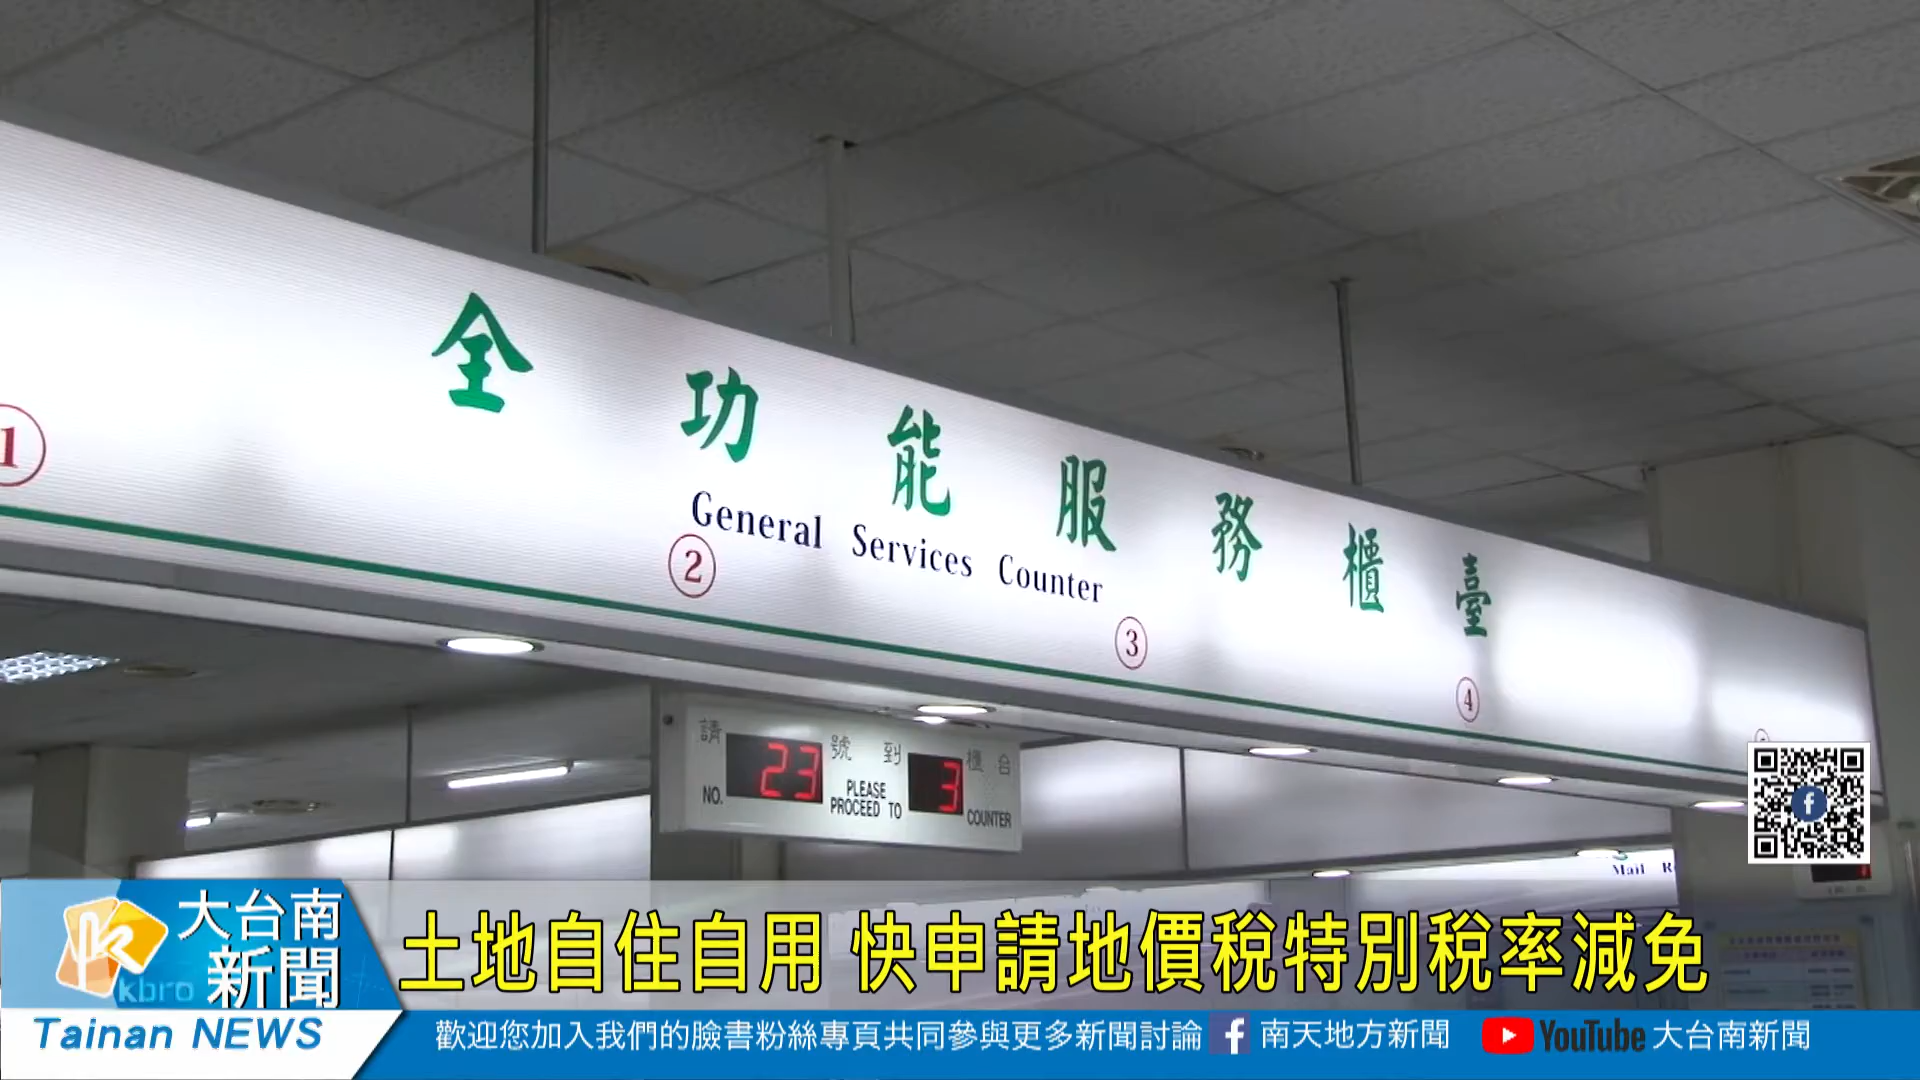 全功能服務櫃臺
General Services Counter
1
2
3
4
請 23 號到 3 櫃台
NO. PLEASE PROCEED TO COUNTER
Mail
kbro
大台南
新聞
Tainan NEWS
土地自住自用 快申請地價稅特別稅率減免
歡迎您加入我們的臉書粉絲專頁共同參與更多新聞討論 南天地方新聞 YouTube 大台南新聞